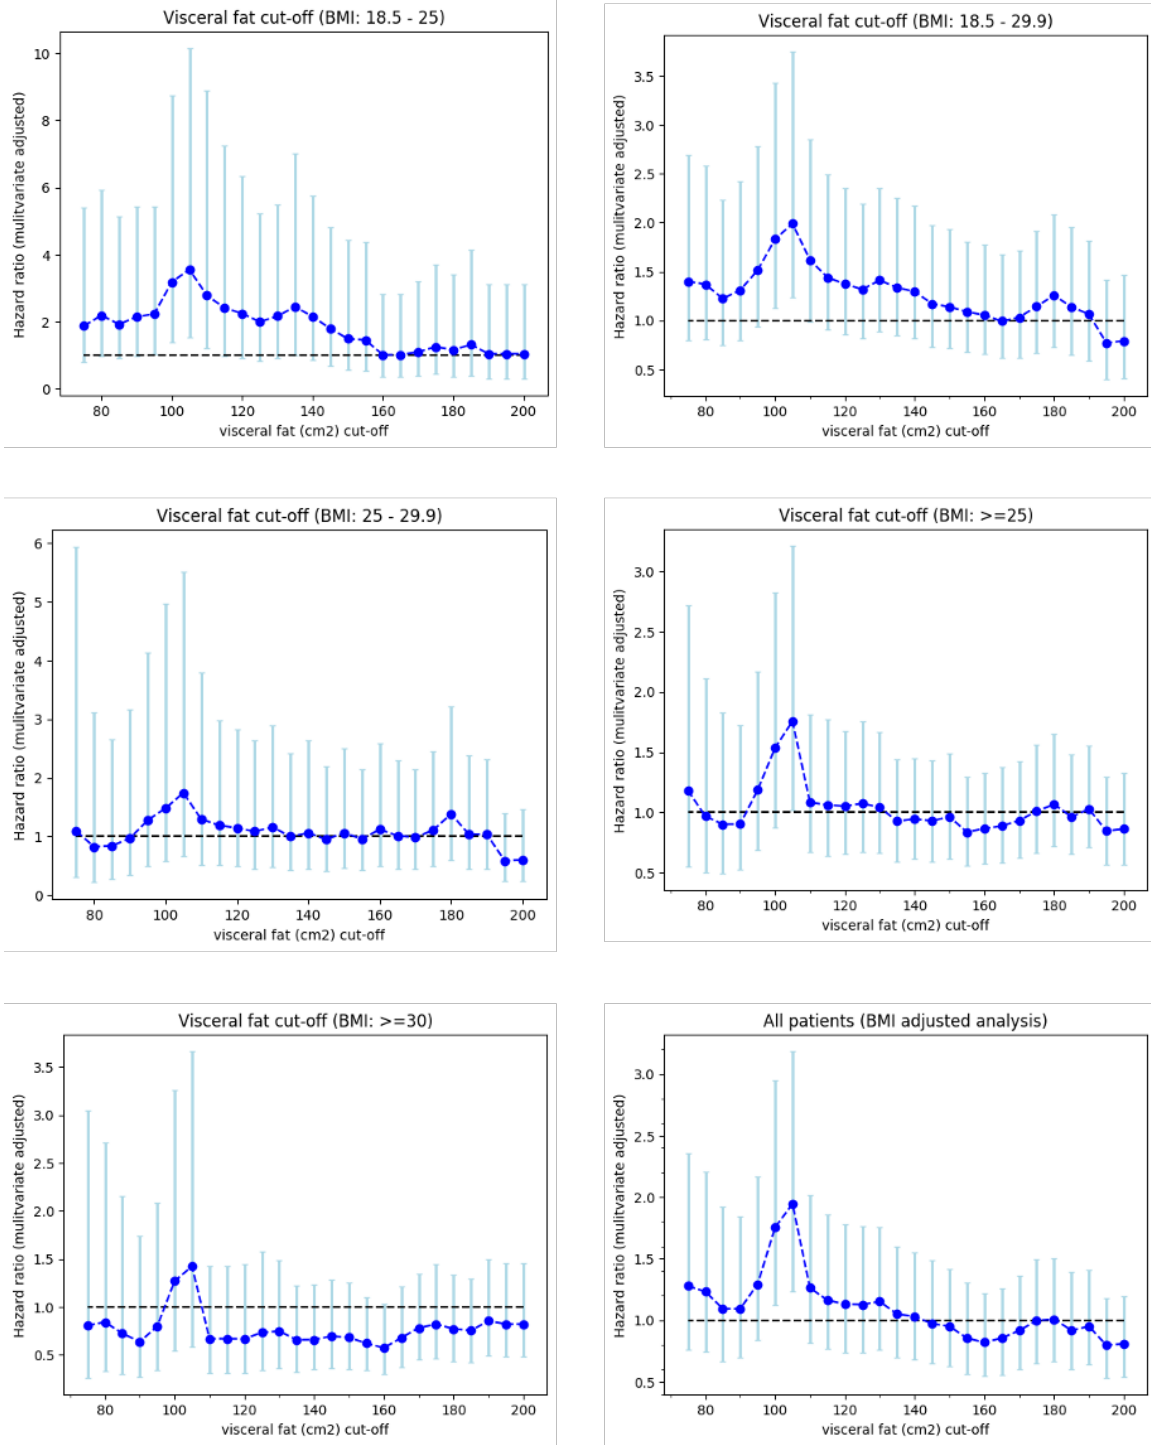 Visceral fat cut-off (BMI: 18.5 - 25)
Hazard ratio (mulitvariate adjusted)
10
8
6
4
2
0
80 100 120 140 160 180 200
visceral fat (cm2) cut-off
Visceral fat cut-off (BMI: 18.5 - 29.9)
Hazard ratio (mulitvariate adjusted)
3.5
3.0
2.5
2.0
1.5
1.0
0.5
80 100 120 140 160 180 200
visceral fat (cm2) cut-off
Visceral fat cut-off (BMI: 25 - 29.9)
Hazard ratio (mulitvariate adjusted)
6
5
4
3
2
1
0
80 100 120 140 160 180 200
visceral fat (cm2) cut-off
Visceral fat cut-off (BMI: >=25)
Hazard ratio (mulitvariate adjusted)
3.0
2.5
2.0
1.5
1.0
0.5
80 100 120 140 160 180 200
visceral fat (cm2) cut-off
Visceral fat cut-off (BMI: >=30)
Hazard ratio (mulitvariate adjusted)
3.5
3.0
2.5
2.0
1.5
1.0
0.5
80 100 120 140 160 180 200
visceral fat (cm2) cut-off
All patients (BMI adjusted analysis)
Hazard ratio (mulitvariate adjusted)
3.0
2.5
2.0
1.5
1.0
0.5
80 100 120 140 160 180 200
visceral fat (cm2) cut-off